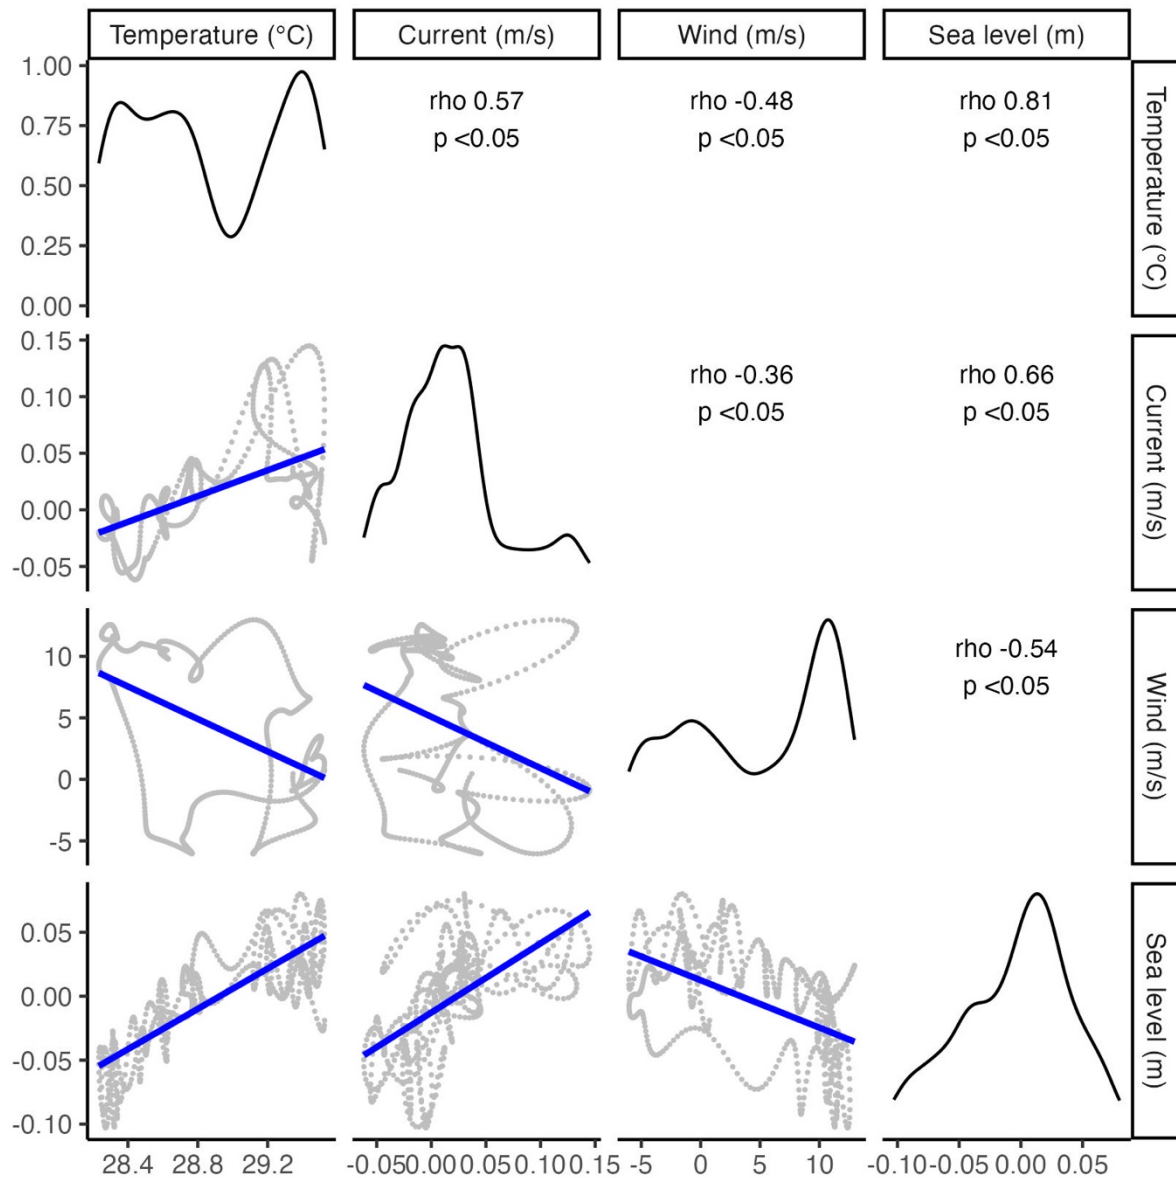 Temperature (°C) Current (m/s) Wind (m/s) Sea level (m)
1.00
0.75
0.50
0.25
0.00
rho 0.57
p <0.05
rho -0.48
p <0.05
rho 0.81
p <0.05
Temperature (°C)
0.15
0.10
0.05
0.00
-0.05
rho -0.36
p <0.05
rho 0.66
p <0.05
Current (m/s)
10
5
0
-5
rho -0.54
p <0.05
Wind (m/s)
0.05
0.00
-0.05
-0.10
Sea level (m)
28.4 28.8 29.2 -0.05 0.00 0.05 0.10 0.15 -5 0 5 10 -0.10 -0.05 0.00 0.05